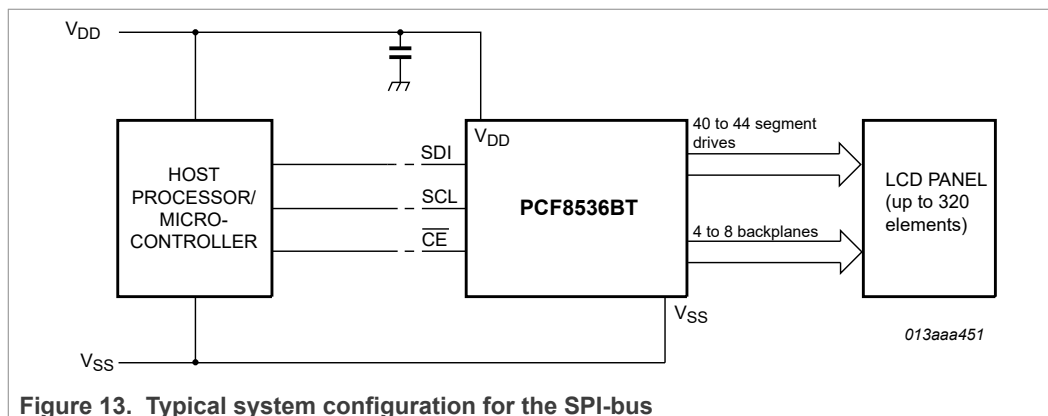 VDD
HOST
PROCESSOR/
MICRO-
CONTROLLER
SDI
SCL
CE
VDD
PCF8536BT
40 to 44 segment
drives
4 to 8 backplanes
LCD PANEL
(up to 320
elements)
VSS
VSS
013aaa451
Figure 13. Typical system configuration for the SPI-bus